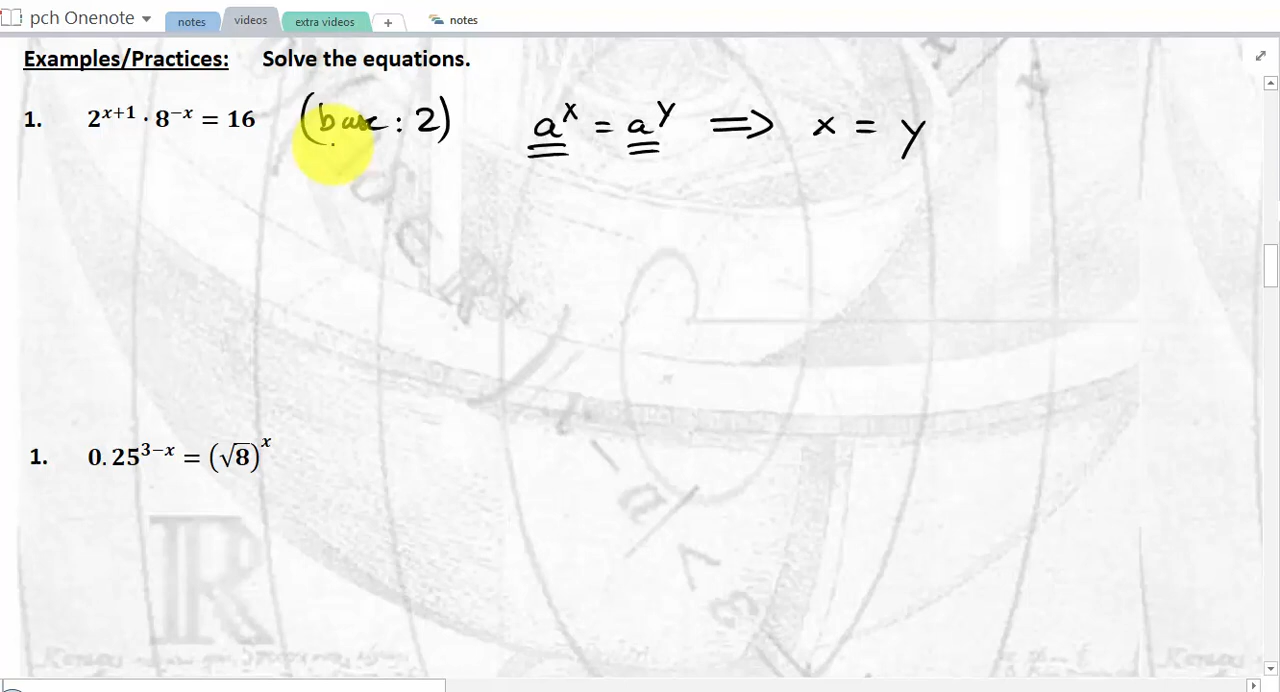 pch Onenote
notes
videos
extra videos
+
notes
Examples/Practices: Solve the equations.
1. 2^{x+1} · 8^{-x} = 16 (base : 2) a^x = a^y ⟹ x = y
1. 0.25^{3-x} = (√8)^x
ℝ